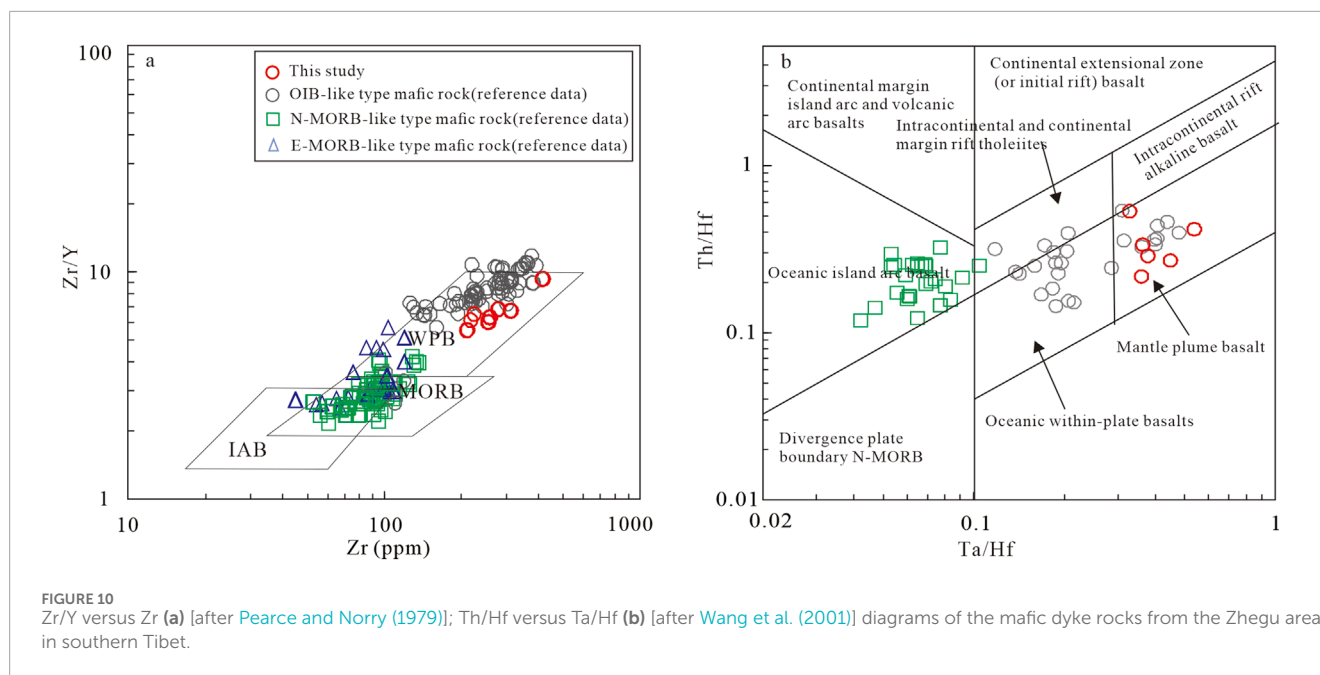 100
a
This study
OIB-like type mafic rock(reference data)
N-MORB-like type mafic rock(reference data)
E-MORB-like type mafic rock(reference data)
Zr/Y
10
WPB
MORB
IAB
1
10
100
1000
Zr (ppm)
b
Continental margin
island arc and volcanic
arc basalts
Continental extensional zone
(or initial rift) basalt
Intracontinental and continental
margin rift tholeiites
Intracontinental rift
alkaline basalt
1
Th/Hf
Oceanic island arc basalt
0.1
Mantle plume basalt
Oceanic within-plate basalts
Divergence plate
boundary N-MORB
0.01
0.02
0.1
1
Ta/Hf
FIGURE 10
Zr/Y versus Zr (a) [after Pearce and Norry (1979)]; Th/Hf versus Ta/Hf (b) [after Wang et al. (2001)] diagrams of the mafic dyke rocks from the Zhegu area
in southern Tibet.